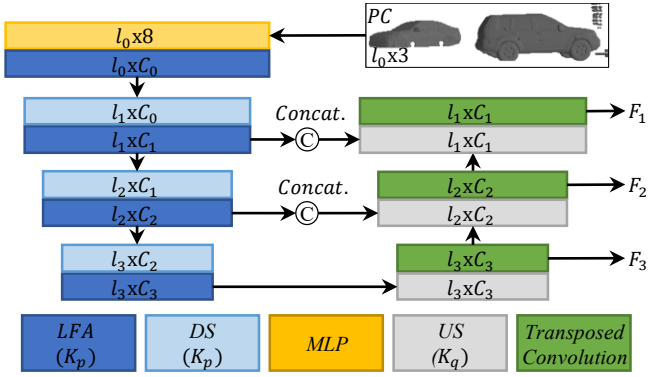 PC
l₀x3
l₀x8
l₀xC₀
l₁xC₀
l₁xC₁
Concat.
C
l₁xC₁
l₁xC₁
F₁
l₂xC₁
l₂xC₂
Concat.
C
l₂xC₂
l₂xC₂
F₂
l₃xC₂
l₃xC₃
l₃xC₃
l₃xC₃
F₃
LFA
(Kₚ)
DS
(Kₚ)
MLP
US
(K_q)
Transposed
Convolution